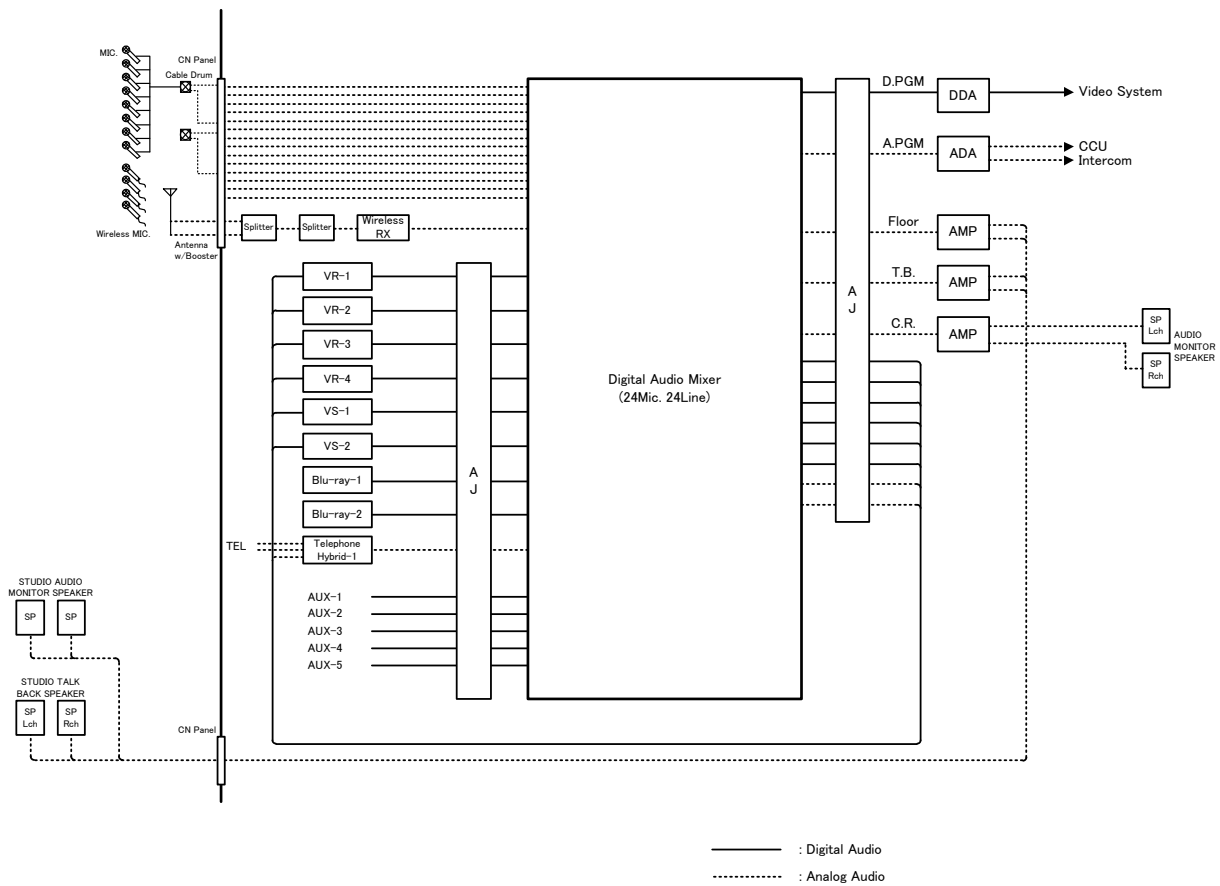 MIC.
CN Panel
Cable Drum
Wireless MIC.
Antenna
w/Booster
Splitter
Splitter
Wireless
RX
VR-1
VR-2
VR-3
VR-4
VS-1
VS-2
Blu-ray-1
Blu-ray-2
TEL
Telephone
Hybrid-1
AUX-1
AUX-2
AUX-3
AUX-4
AUX-5
A
J
Digital Audio Mixer
(24Mic. 24Line)
A
J
D.PGM
DDA
Video System
A.PGM
ADA
CCU
Intercom
Floor
AMP
T.B.
AMP
C.R.
AMP
SP
Lch
SP
Rch
AUDIO
MONITOR
SPEAKER
STUDIO AUDIO
MONITOR SPEAKER
SP
SP
STUDIO TALK
BACK SPEAKER
SP
Lch
SP
Rch
CN Panel
: Digital Audio
: Analog Audio